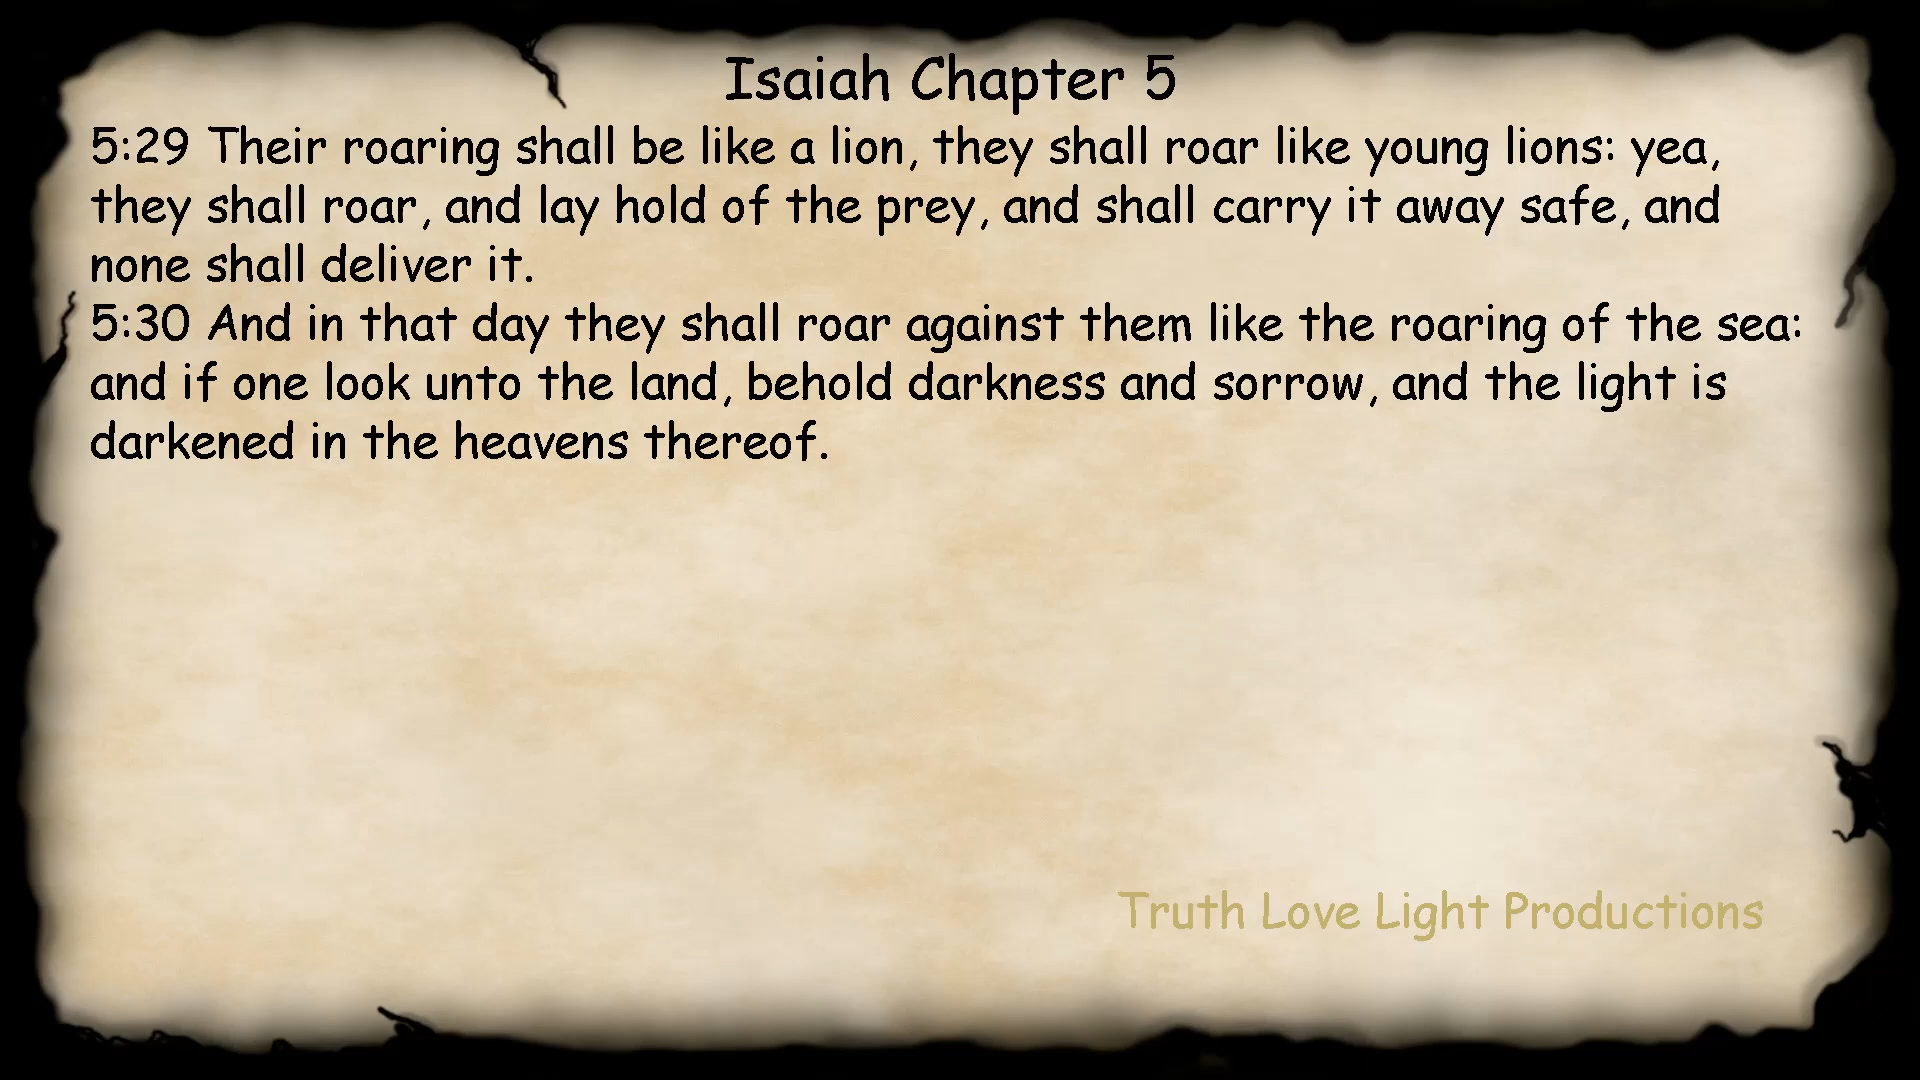 Isaiah Chapter 5
5:29 Their roaring shall be like a lion, they shall roar like young lions: yea,
they shall roar, and lay hold of the prey, and shall carry it away safe, and
none shall deliver it.
5:30 And in that day they shall roar against them like the roaring of the sea:
and if one look unto the land, behold darkness and sorrow, and the light is
darkened in the heavens thereof.
Truth Love Light Productions